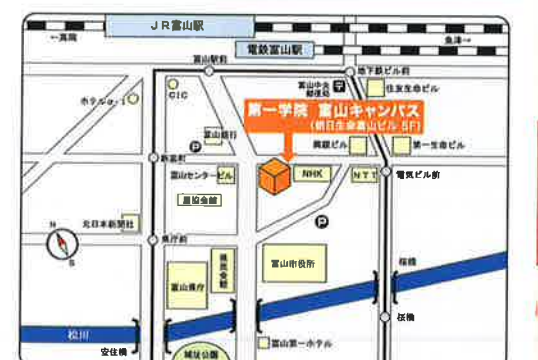 JR富山駅
←高岡
魚津→
電鉄富山駅
富山駅前
地下鉄ビル前
ホテルα-1
CIC
富山中央
郵便局
住友生命ビル
第一学院 富山キャンパス
(朝日生命富山ビル 5F)
富山銀行
P
興銀ビル
第一生命ビル
新富町
富山センタービル
NHK
NTT
電気ビル前
農協会館
P
N
S
北日本新聞社
県庁前
県民会館
富山県庁
富山市役所
桜橋
松川
安住橋
桜橋
城址公園
富山第一ホテル